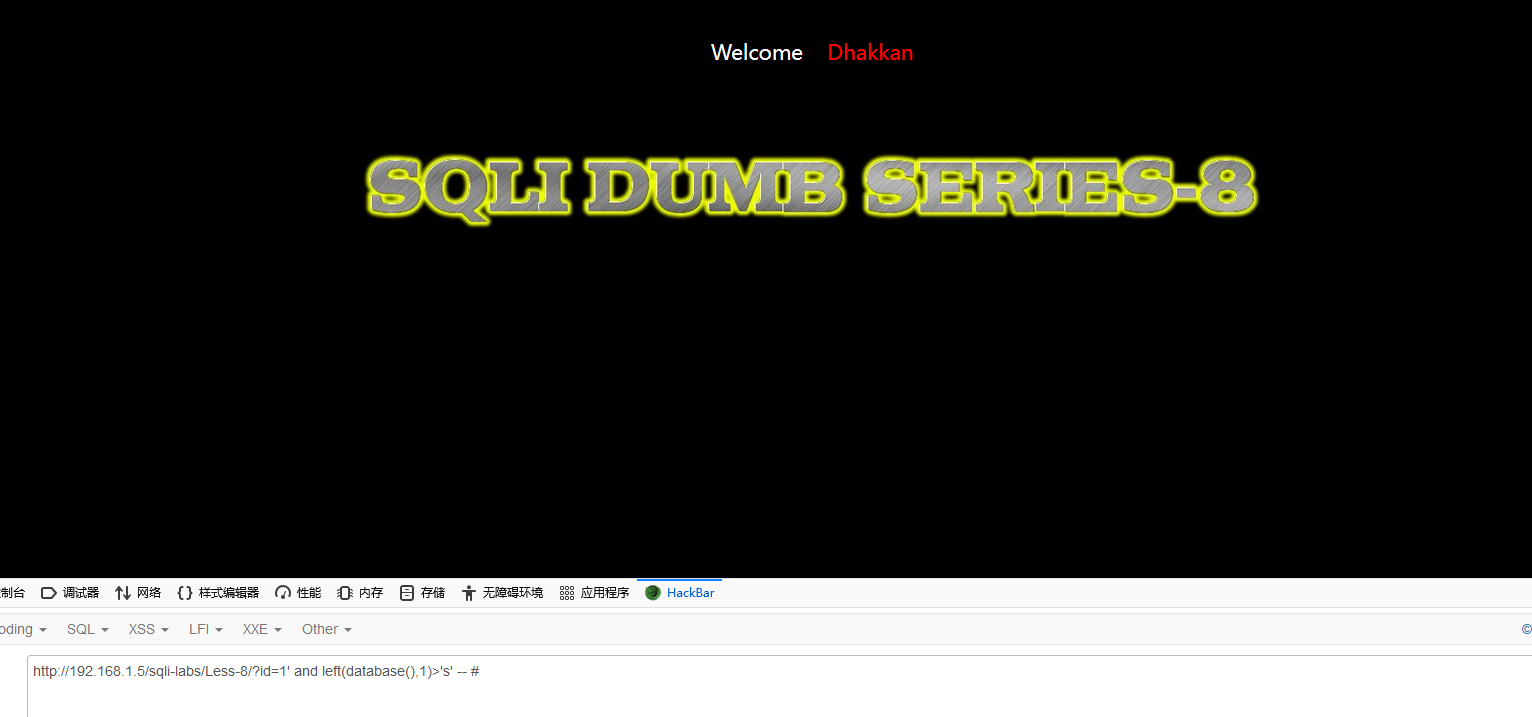 Welcome Dhakkan
SQLI DUMB SERIES-8
制台 调试器 网络 样式编辑器 性能 内存 存储 无障碍环境 应用程序 HackBar
oding SQL XSS LFI XXE Other ©
http://192.168.1.5/sqli-labs/Less-8/?id=1' and left(database(),1)>'s' -- #